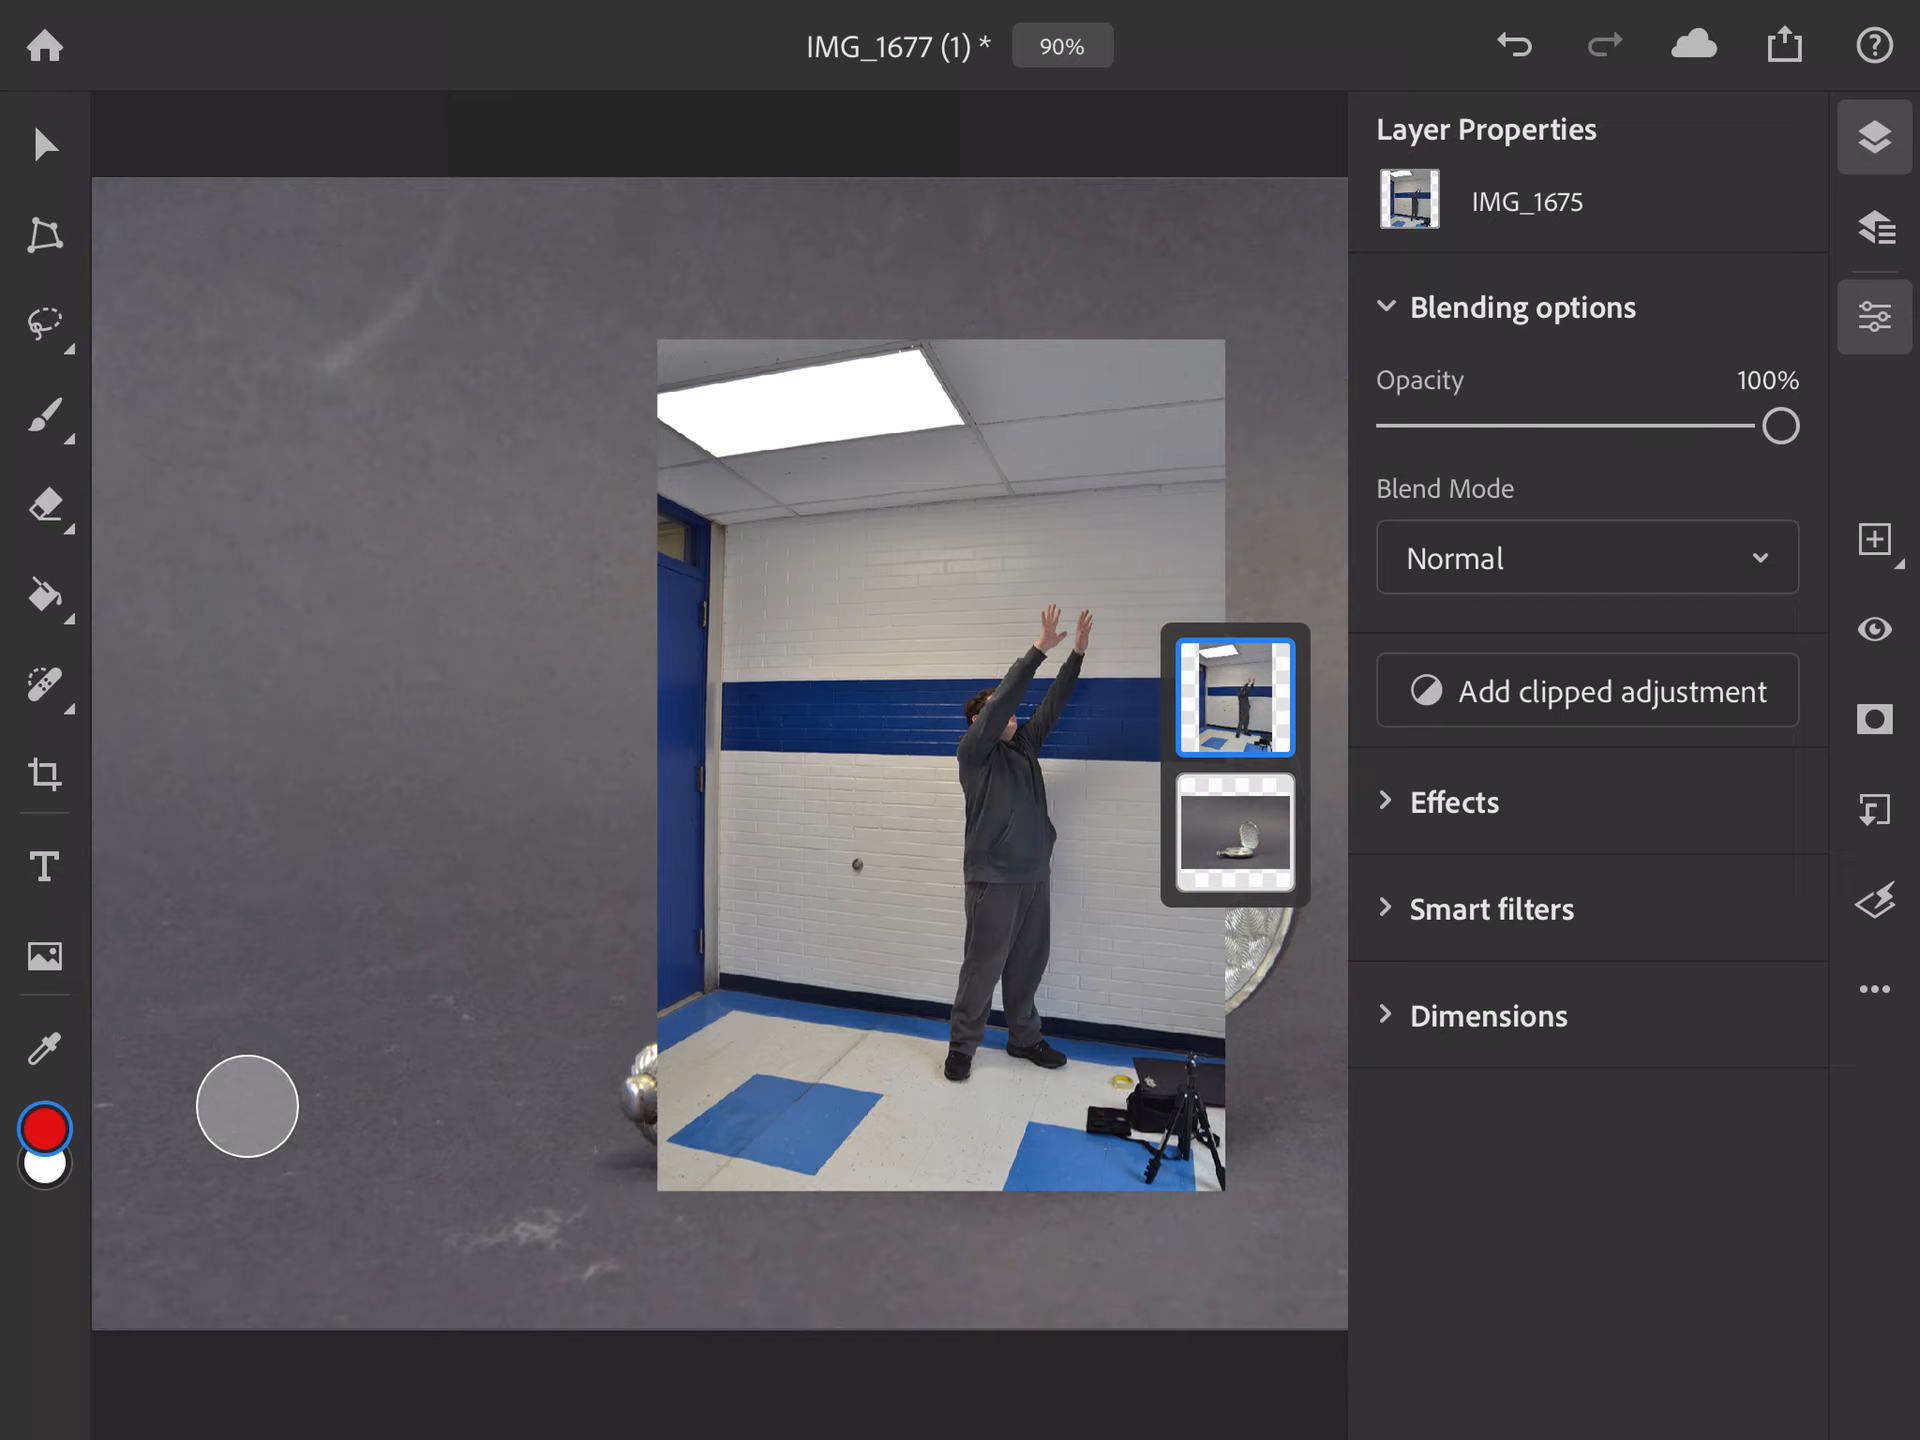 IMG_1677 (1) *
90%
Layer Properties
IMG_1675
Blending options
Opacity
100%
Blend Mode
Normal
Add clipped adjustment
Effects
Smart filters
Dimensions